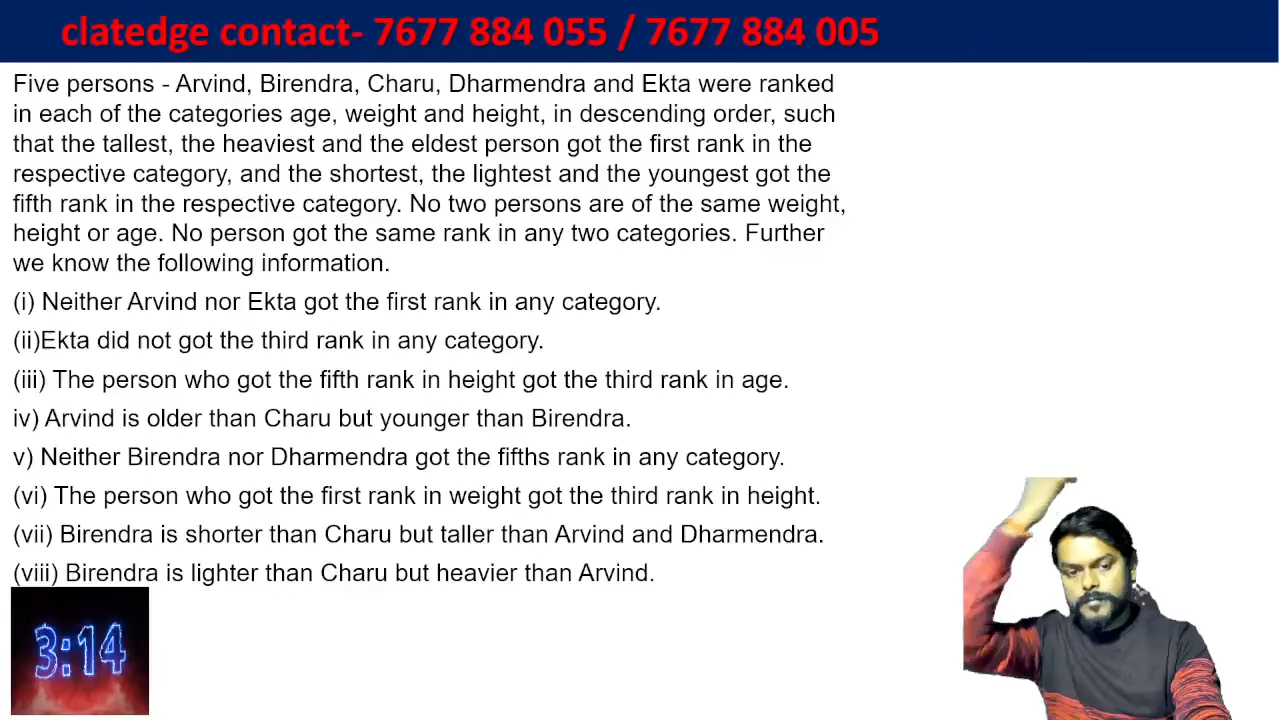 clatedge contact- 7677 884 055 / 7677 884 005
Five persons - Arvind, Birendra, Charu, Dharmendra and Ekta were ranked
in each of the categories age, weight and height, in descending order, such
that the tallest, the heaviest and the eldest person got the first rank in the
respective category, and the shortest, the lightest and the youngest got the
fifth rank in the respective category. No two persons are of the same weight,
height or age. No person got the same rank in any two categories. Further
we know the following information.
(i) Neither Arvind nor Ekta got the first rank in any category.
(ii)Ekta did not got the third rank in any category.
(iii) The person who got the fifth rank in height got the third rank in age.
iv) Arvind is older than Charu but younger than Birendra.
v) Neither Birendra nor Dharmendra got the fifths rank in any category.
(vi) The person who got the first rank in weight got the third rank in height.
(vii) Birendra is shorter than Charu but taller than Arvind and Dharmendra.
(viii) Birendra is lighter than Charu but heavier than Arvind.
3:14